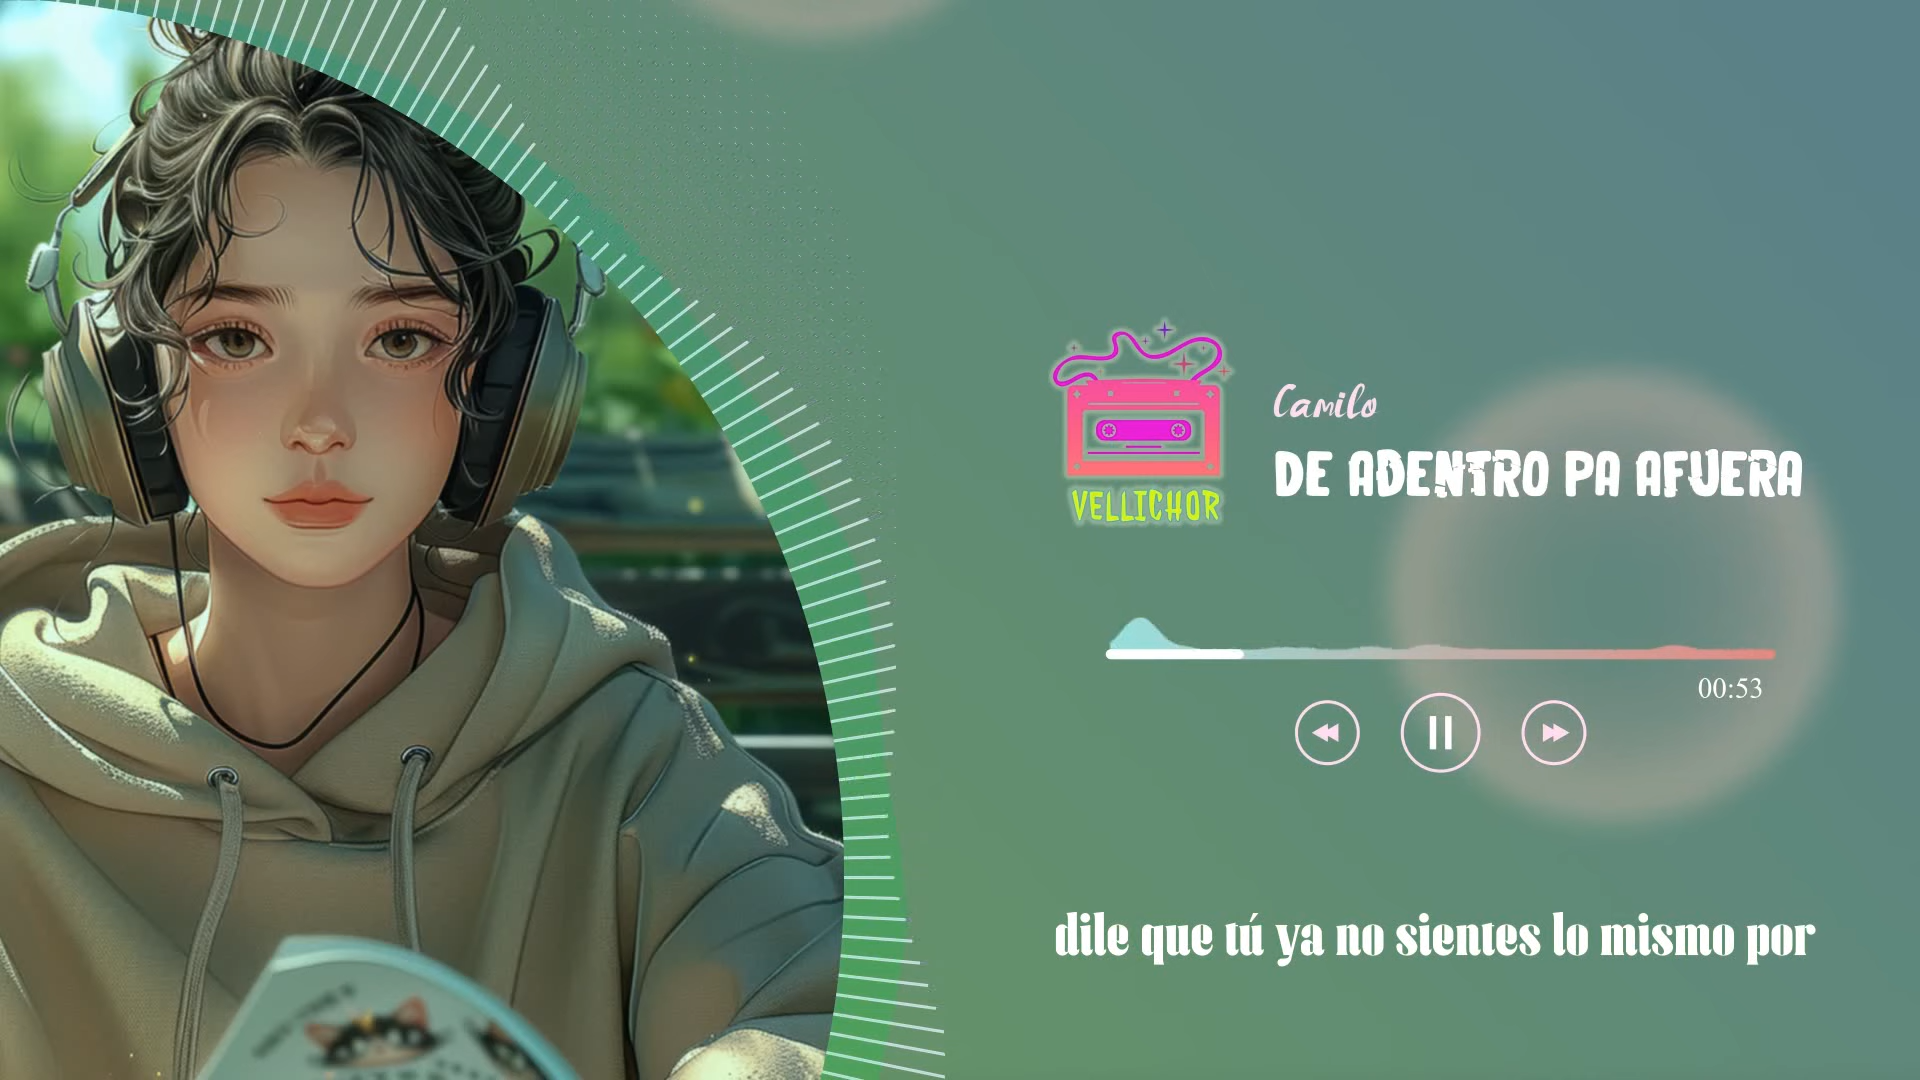 Camilo
DE ADENTRO PA AFUERA
VELLICHOR
00:53
dile que tú ya no sientes lo mismo por